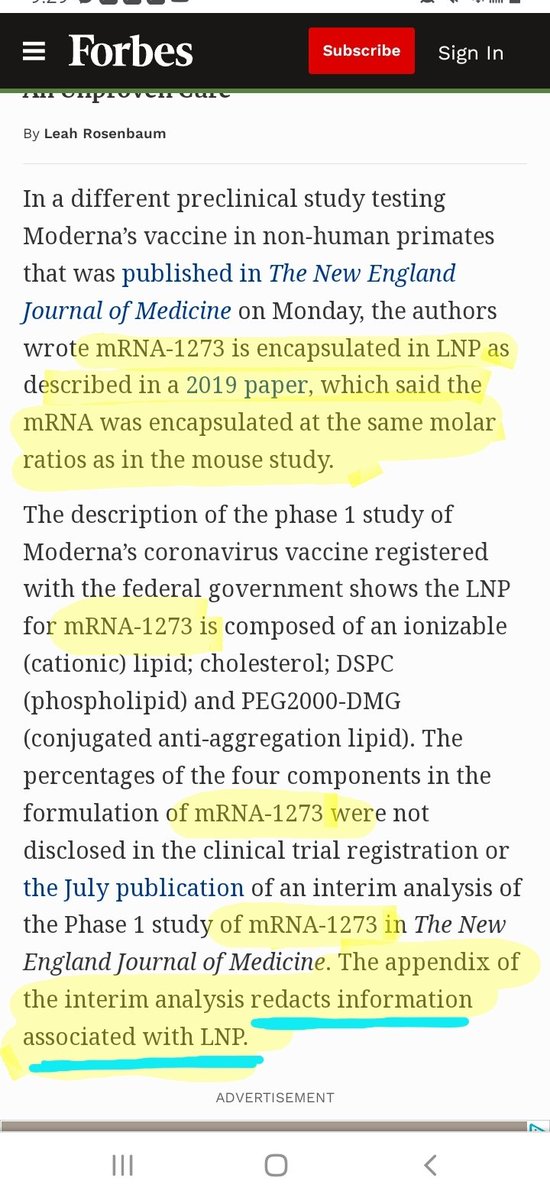 Forbes
Subscribe
Sign In
An Unproven Cure
By Leah Rosenbaum
In a different preclinical study testing
Moderna's vaccine in non-human primates
that was published in The New England
Journal of Medicine on Monday, the authors
wrote mRNA-1273 is encapsulated in LNP as
described in a 2019 paper, which said the
mRNA was encapsulated at the same molar
ratios as in the mouse study.
The description of the phase 1 study of
Moderna's coronavirus vaccine registered
with the federal government shows the LNP
for mRNA-1273 is composed of an ionizable
(cationic) lipid; cholesterol; DSPC
(phospholipid) and PEG2000-DMG
(conjugated anti-aggregation lipid). The
percentages of the four components in the
formulation of mRNA-1273 were not
disclosed in the clinical trial registration or
the July publication of an interim analysis of
the Phase 1 study of mRNA-1273 in The New
England Journal of Medicine. The appendix of
the interim analysis redacts information
associated with LNP.
ADVERTISEMENT